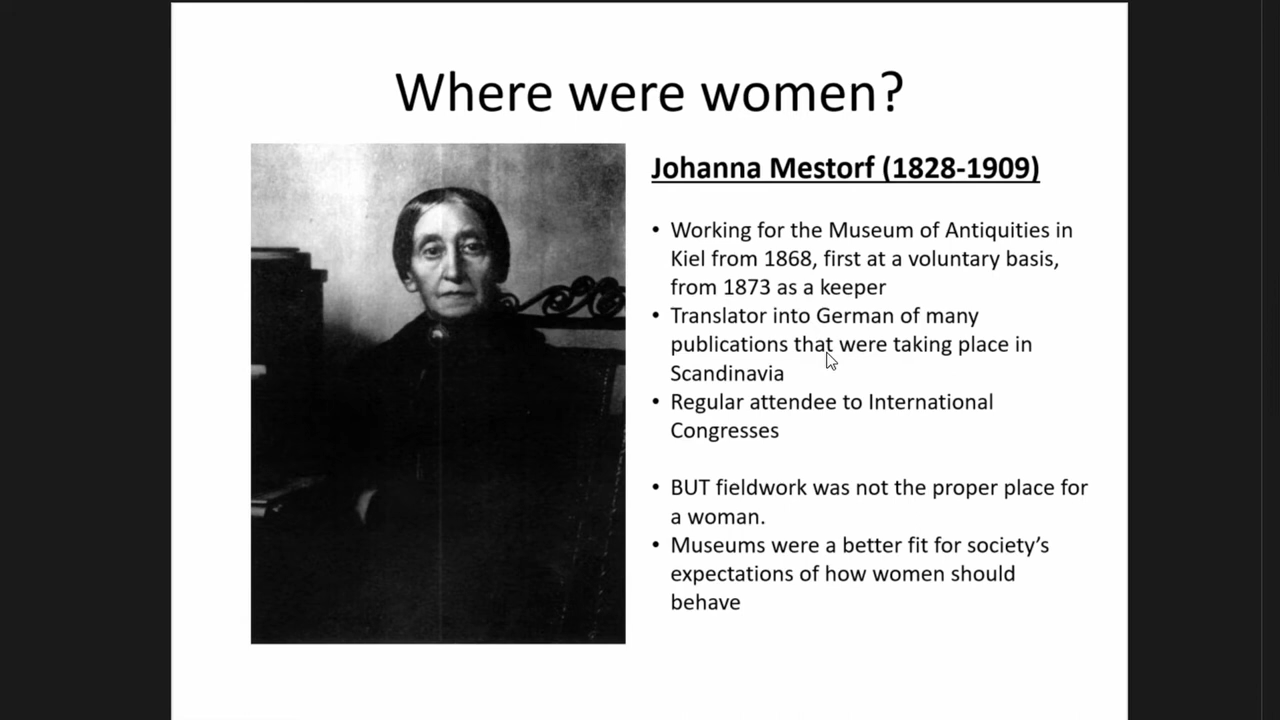 Where were women?
Johanna Mestorf (1828-1909)
• Working for the Museum of Antiquities in
Kiel from 1868, first at a voluntary basis,
from 1873 as a keeper
• Translator into German of many
publications that were taking place in
Scandinavia
• Regular attendee to International
Congresses
• BUT fieldwork was not the proper place for
a woman.
• Museums were a better fit for society’s
expectations of how women should
behave